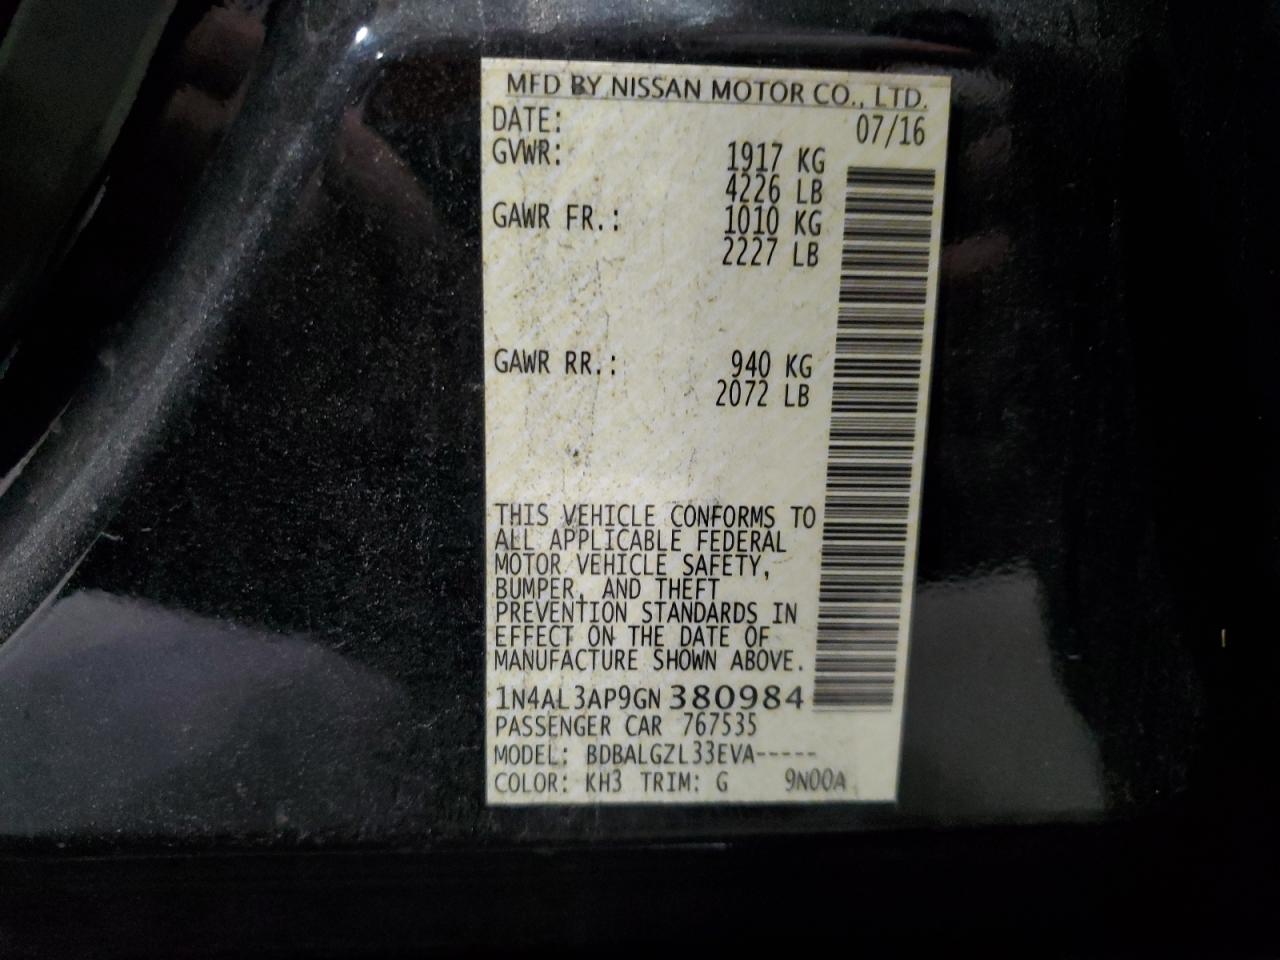 MFD BY NISSAN MOTOR CO., LTD.
DATE: 07/16
GVWR: 1917 KG
4226 LB
GAWR FR.: 1010 KG
2227 LB
GAWR RR.: 940 KG
2072 LB
THIS VEHICLE CONFORMS TO
ALL APPLICABLE FEDERAL
MOTOR VEHICLE SAFETY,
BUMPER, AND THEFT
PREVENTION STANDARDS IN
EFFECT ON THE DATE OF
MANUFACTURE SHOWN ABOVE.
1N4AL3AP9GN380984
PASSENGER CAR 767535
MODEL: BDBALGZL33EVA-----
COLOR: KH3 TRIM: G 9N00A